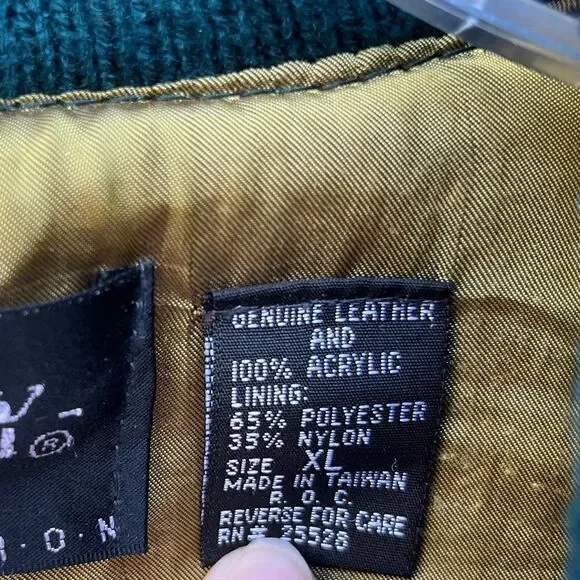 GENUINE LEATHER
AND
100% ACRYLIC
LINING:
65% POLYESTER
35% NYLON
SIZE XL
MADE IN TAIWAN
R. O. C.
REVERSE FOR CARE
RN# 25526
®
O · N